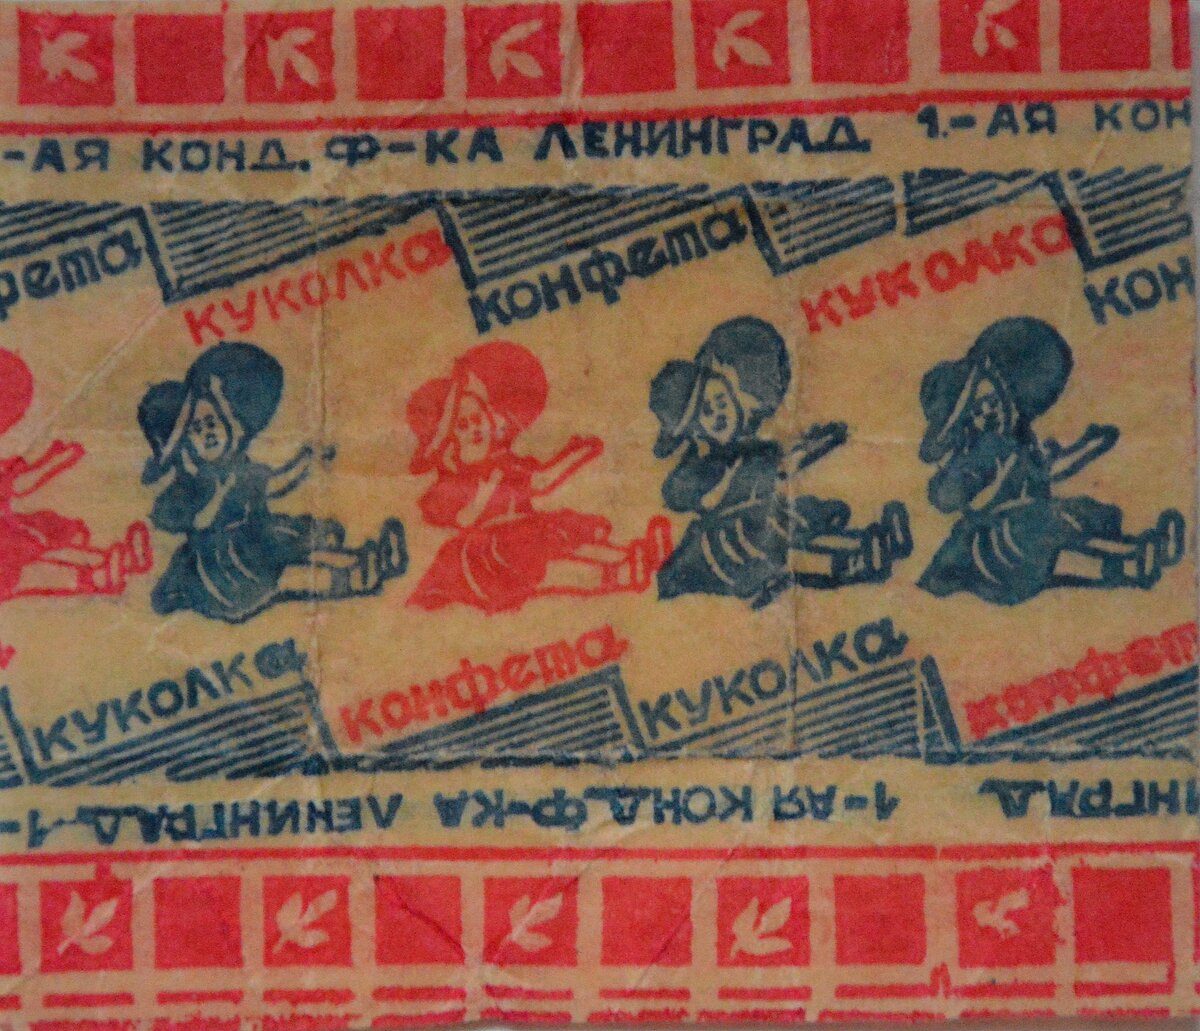 -АЯ КОНД. Ф-КА ЛЕНИНГРАД. 1.-АЯ КОН
фета КУКОЛКА КОНФЕТА КУКОЛКА КОН
КУКОЛКА конфета КУКОЛКА конфет
1-АЯ КОНД. Ф-КА ЛЕНИНГРАД. 1-
НГРАД